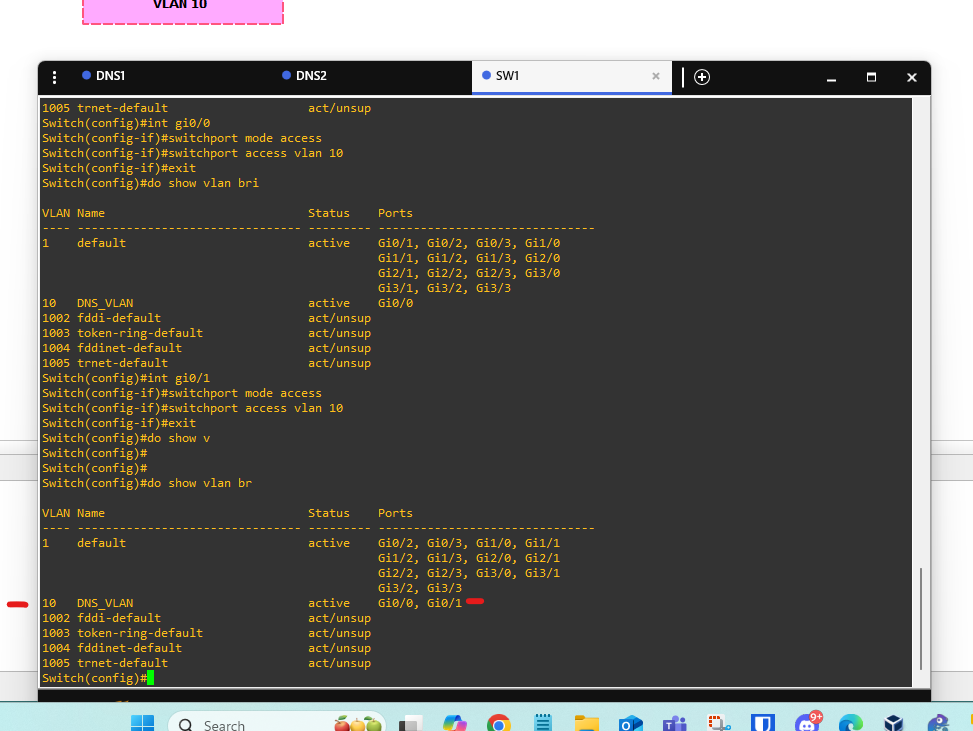 VLAN 10
DNS1
DNS2
SW1
1005 trnet-default                    act/unsup
Switch(config)#int gi0/0
Switch(config-if)#switchport mode access
Switch(config-if)#switchport access vlan 10
Switch(config-if)#exit
Switch(config)#do show vlan bri
VLAN Name                             Status    Ports
---- -------------------------------- --------- -------------------------------
1    default                          active    Gi0/1, Gi0/2, Gi0/3, Gi1/0
                                                Gi1/1, Gi1/2, Gi1/3, Gi2/0
                                                Gi2/1, Gi2/2, Gi2/3, Gi3/0
                                                Gi3/1, Gi3/2, Gi3/3
10   DNS_VLAN                         active    Gi0/0
1002 fddi-default                     act/unsup
1003 token-ring-default               act/unsup
1004 fddinet-default                  act/unsup
1005 trnet-default                    act/unsup
Switch(config)#int gi0/1
Switch(config-if)#switchport mode access
Switch(config-if)#switchport access vlan 10
Switch(config-if)#exit
Switch(config)#do show v
Switch(config)#
Switch(config)#
Switch(config)#do show vlan br
VLAN Name                             Status    Ports
---- -------------------------------- --------- -------------------------------
1    default                          active    Gi0/2, Gi0/3, Gi1/0, Gi1/1
                                                Gi1/2, Gi1/3, Gi2/0, Gi2/1
                                                Gi2/2, Gi2/3, Gi3/0, Gi3/1
                                                Gi3/2, Gi3/3
10   DNS_VLAN                         active    Gi0/0, Gi0/1
1002 fddi-default                     act/unsup
1003 token-ring-default               act/unsup
1004 fddinet-default                  act/unsup
1005 trnet-default                    act/unsup
Switch(config)#
Search
9+